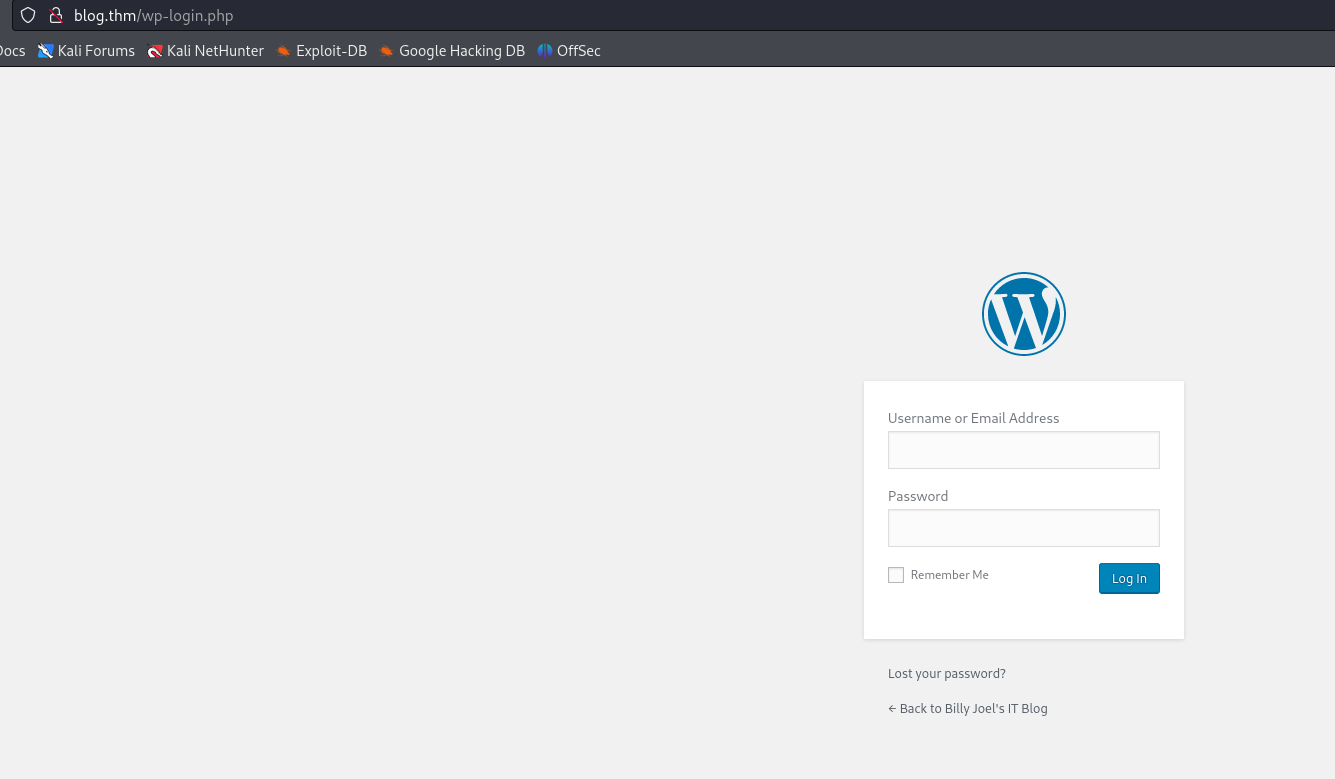 blog.thm/wp-login.php
Docs Kali Forums Kali NetHunter Exploit-DB Google Hacking DB OffSec
Username or Email Address
Password
Remember Me Log In
Lost your password?
← Back to Billy Joel's IT Blog